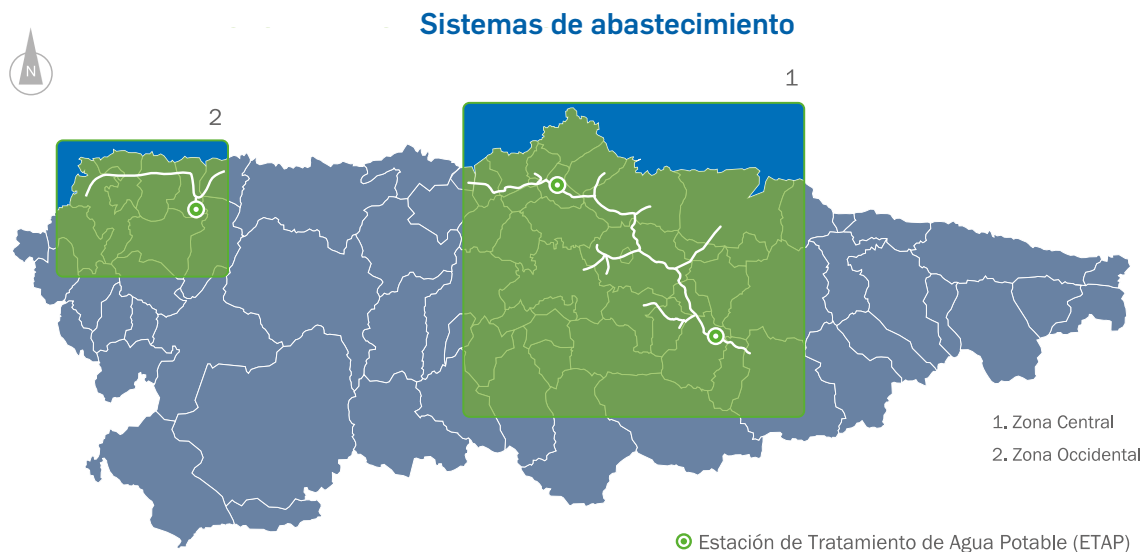 Sistemas de abastecimiento
N
1
2
1. Zona Central
2. Zona Occidental
Estación de Tratamiento de Agua Potable (ETAP)